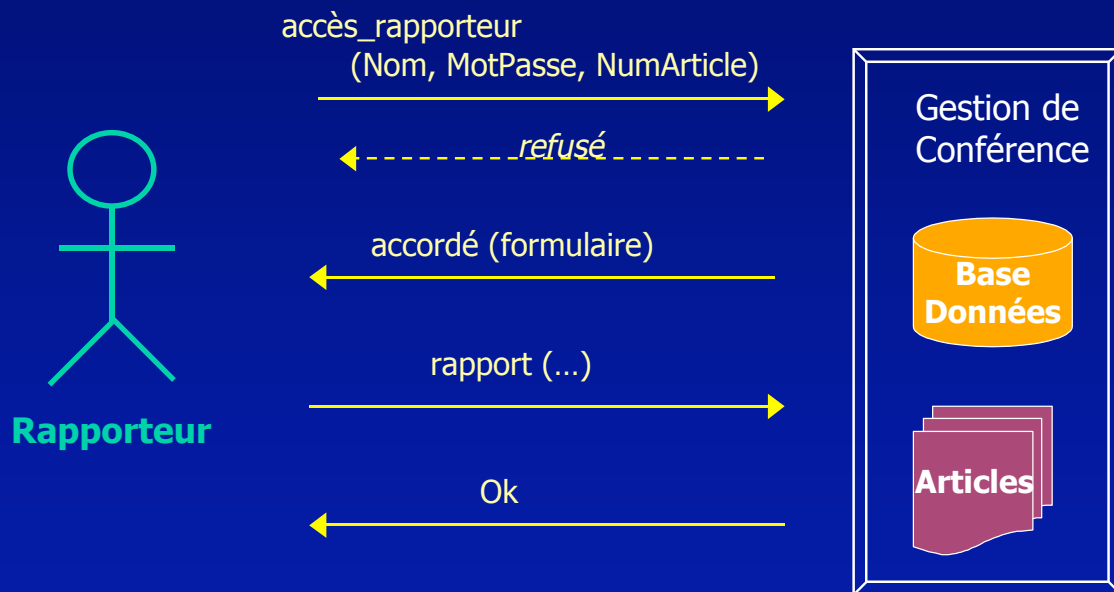 accès_rapporteur
(Nom, MotPasse, NumArticle)
refusé
accordé (formulaire)
rapport (…)
Ok
Rapporteur
Gestion de
Conférence
Base
Données
Articles